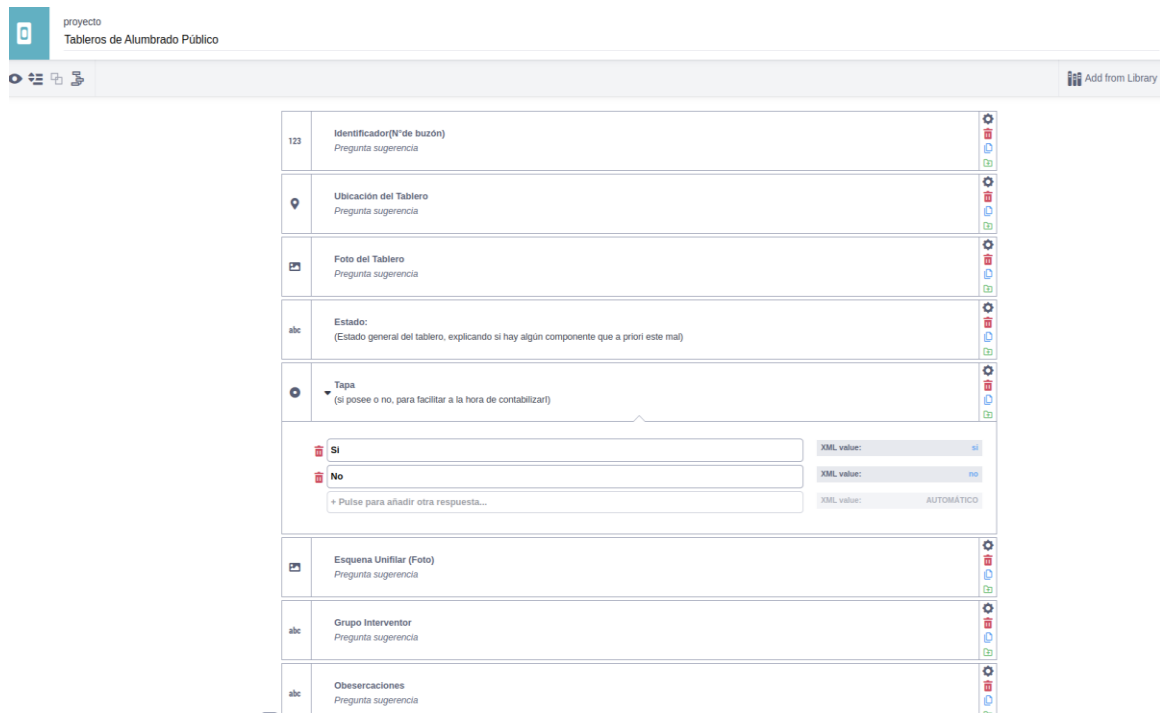 proyecto
Tableros de Alumbrado Público
Add from Library
123
Identificador(N°de buzón)
Pregunta sugerencia
Ubicación del Tablero
Pregunta sugerencia
Foto del Tablero
Pregunta sugerencia
abc
Estado:
(Estado general del tablero, explicando si hay algún componente que a priori este mal)
Tapa
(si posee o no, para facilitar a la hora de contabilizarl)
Si
XML value: si
No
XML value: no
+ Pulse para añadir otra respuesta...
XML value: AUTOMÁTICO
Esquena Unifilar (Foto)
Pregunta sugerencia
abc
Grupo Interventor
Pregunta sugerencia
abc
Obesercaciones
Pregunta sugerencia